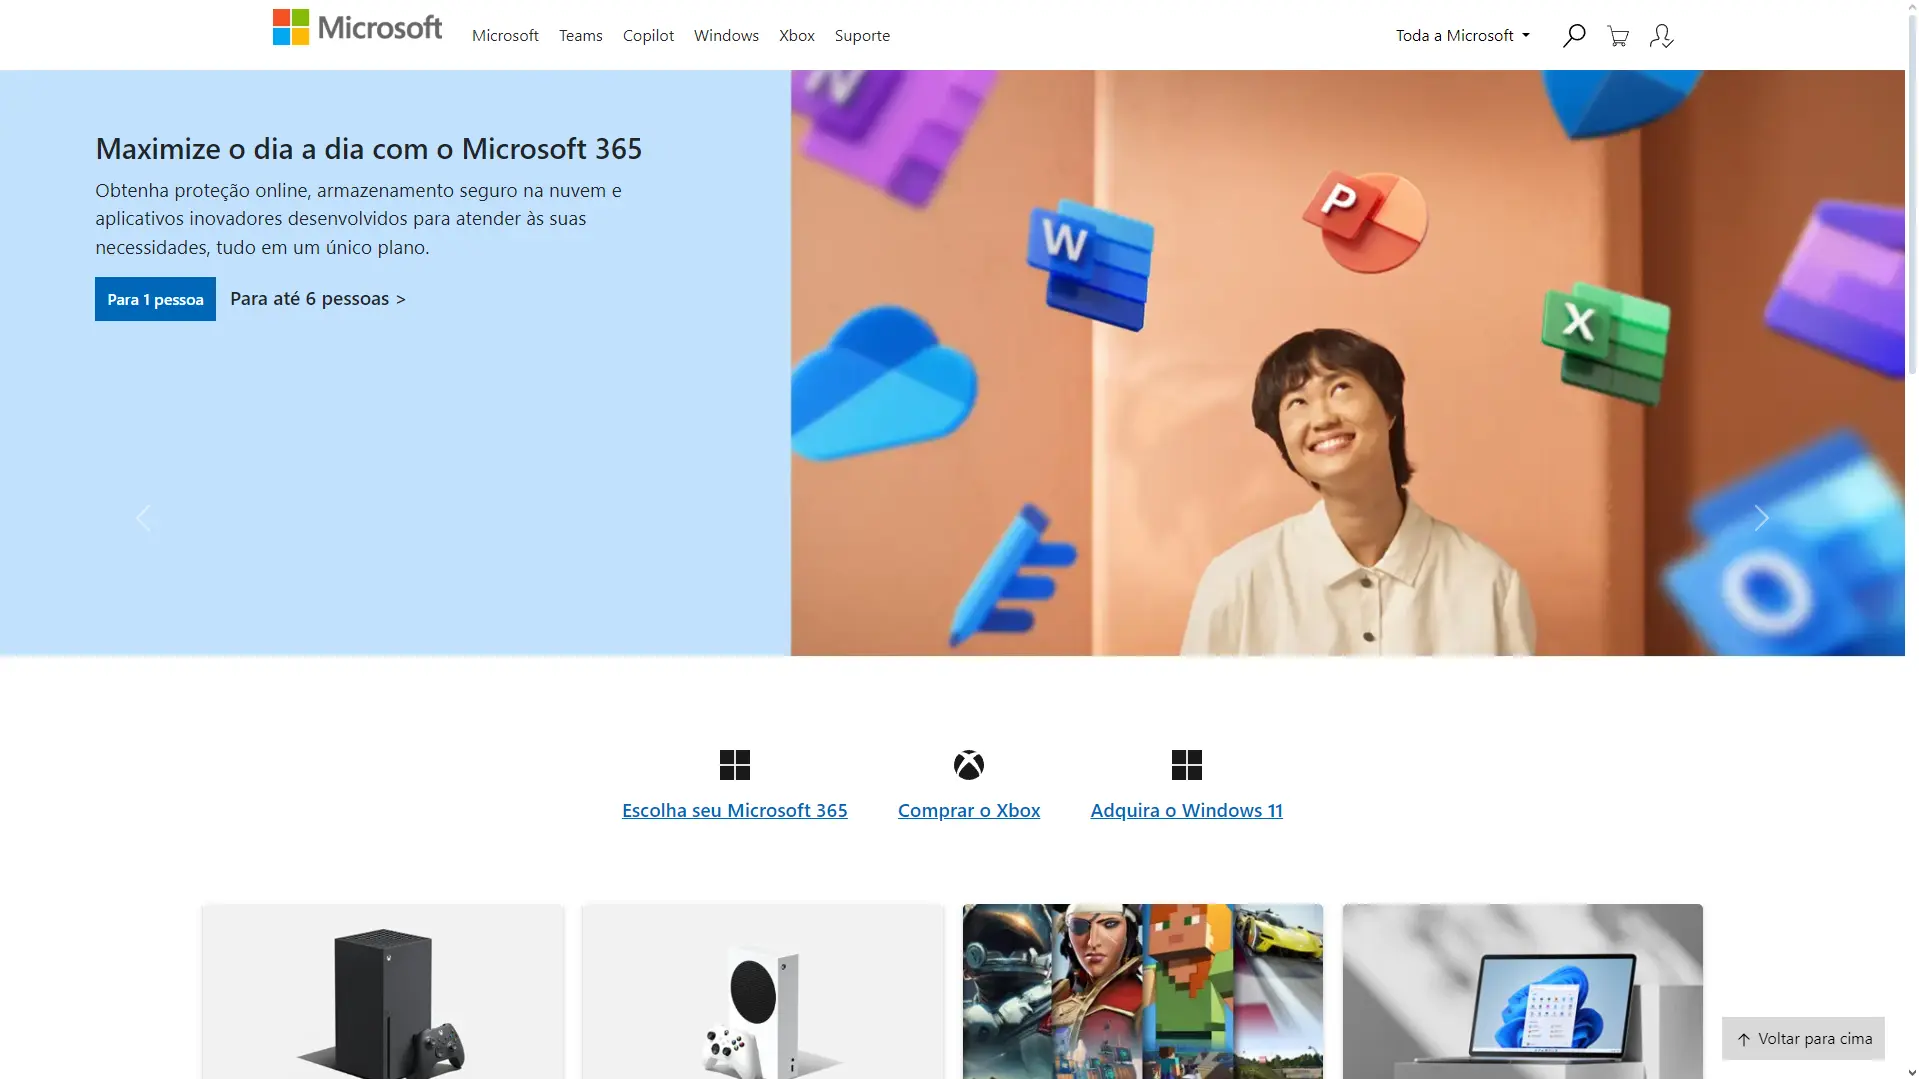 Microsoft
Microsoft Teams Copilot Windows Xbox Suporte
Toda a Microsoft
Maximize o dia a dia com o Microsoft 365
Obtenha proteção online, armazenamento seguro na nuvem e
aplicativos inovadores desenvolvidos para atender às suas
necessidades, tudo em um único plano.
Para 1 pessoa
Para até 6 pessoas >
N
W
P
X
O
Escolha seu Microsoft 365
Comprar o Xbox
Adquira o Windows 11
Voltar para cima